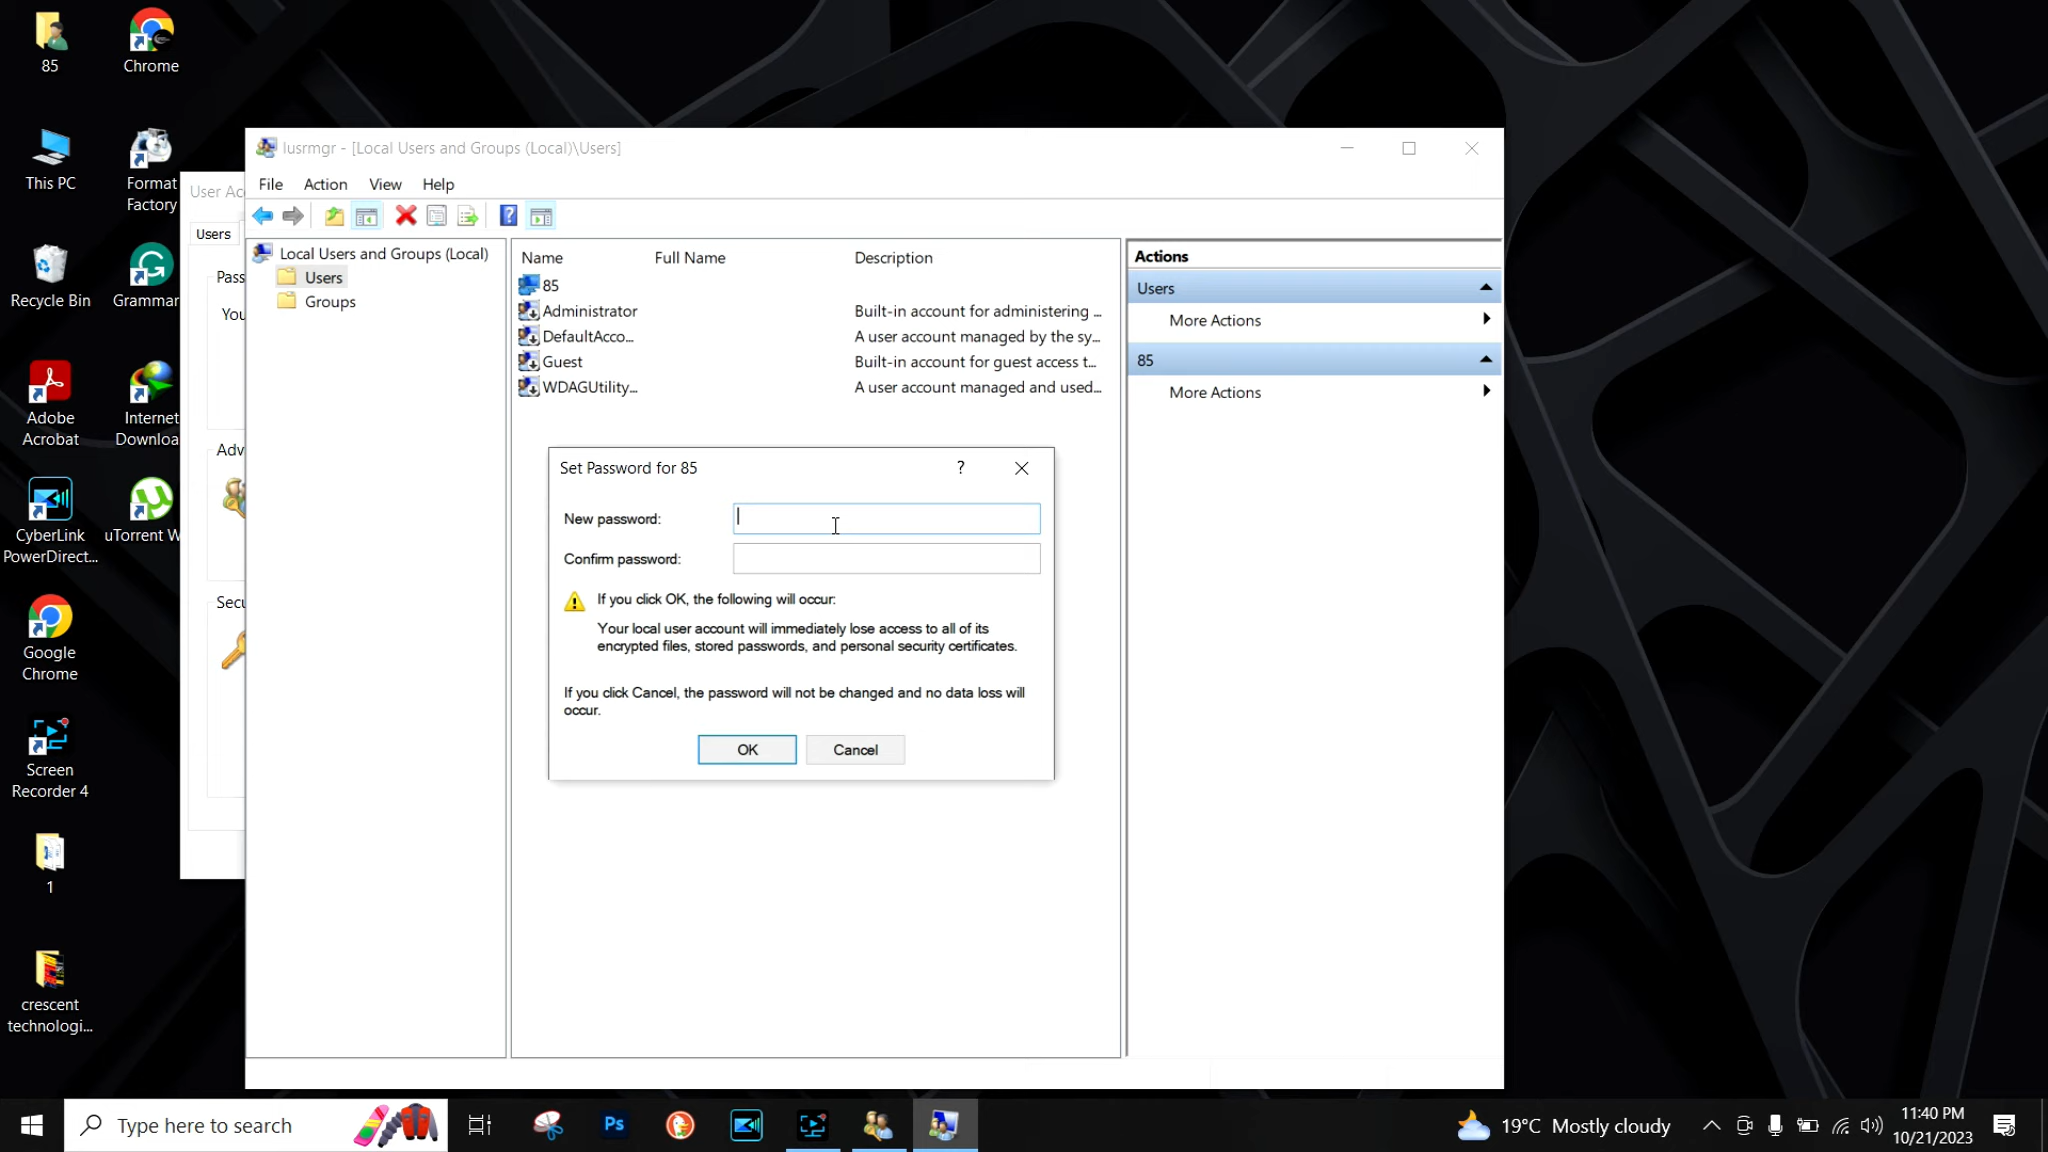 85
Chrome
This PC
Format
Factory
Recycle Bin
Grammar
Adobe
Acrobat
Internet
Downloa
CyberLink
PowerDirect...
uTorrent W
Google
Chrome
Screen
Recorder 4
1
crescent
technologi...
User Acc
Users
Pass
You
Adv
Secu
lusrmgr - [Local Users and Groups (Local)\Users]
File Action View Help
Local Users and Groups (Local)
Users
Groups
Name Full Name Description
85
Administrator Built-in account for administering ...
DefaultAcco... A user account managed by the sy...
Guest Built-in account for guest access t...
WDAGUtility... A user account managed and used...
Actions
Users
More Actions
85
More Actions
Set Password for 85
?
New password:
Confirm password:
If you click OK, the following will occur:
Your local user account will immediately lose access to all of its
encrypted files, stored passwords, and personal security certificates.
If you click Cancel, the password will not be changed and no data loss will
occur.
OK Cancel
Type here to search
Ps
19°C Mostly cloudy
11:40 PM
10/21/2023